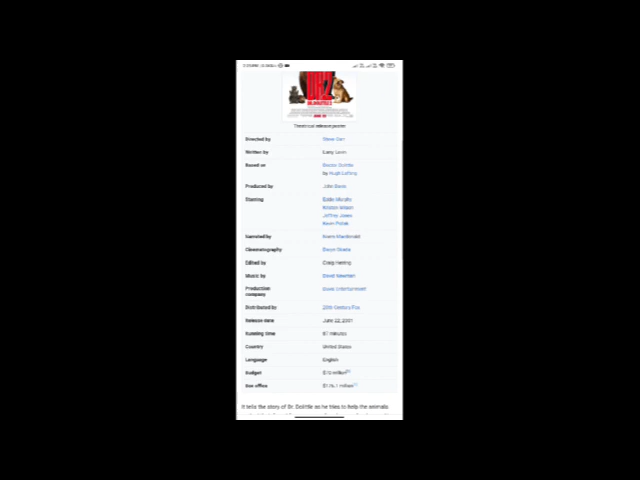 DR.2
Theatrical release poster
Directed by Steve Carr
Written by Larry Levin
Based on Doctor Dolittle
by Hugh Lofting
Produced by John Davis
Starring Eddie Murphy
Kristen Wilson
Jeffrey Jones
Kevin Pollak
Narrated by Norm Macdonald
Cinematography
Edited by Craig Herring
Music by David Newman
Production
company Davis Entertainment
Distributed by 20th Century Fox
Release date June 22, 2001
Running time 87 minutes
Country United States
Language English
Budget
Box office
It tells the story of Dr. Dolittle as he tries to help the animals